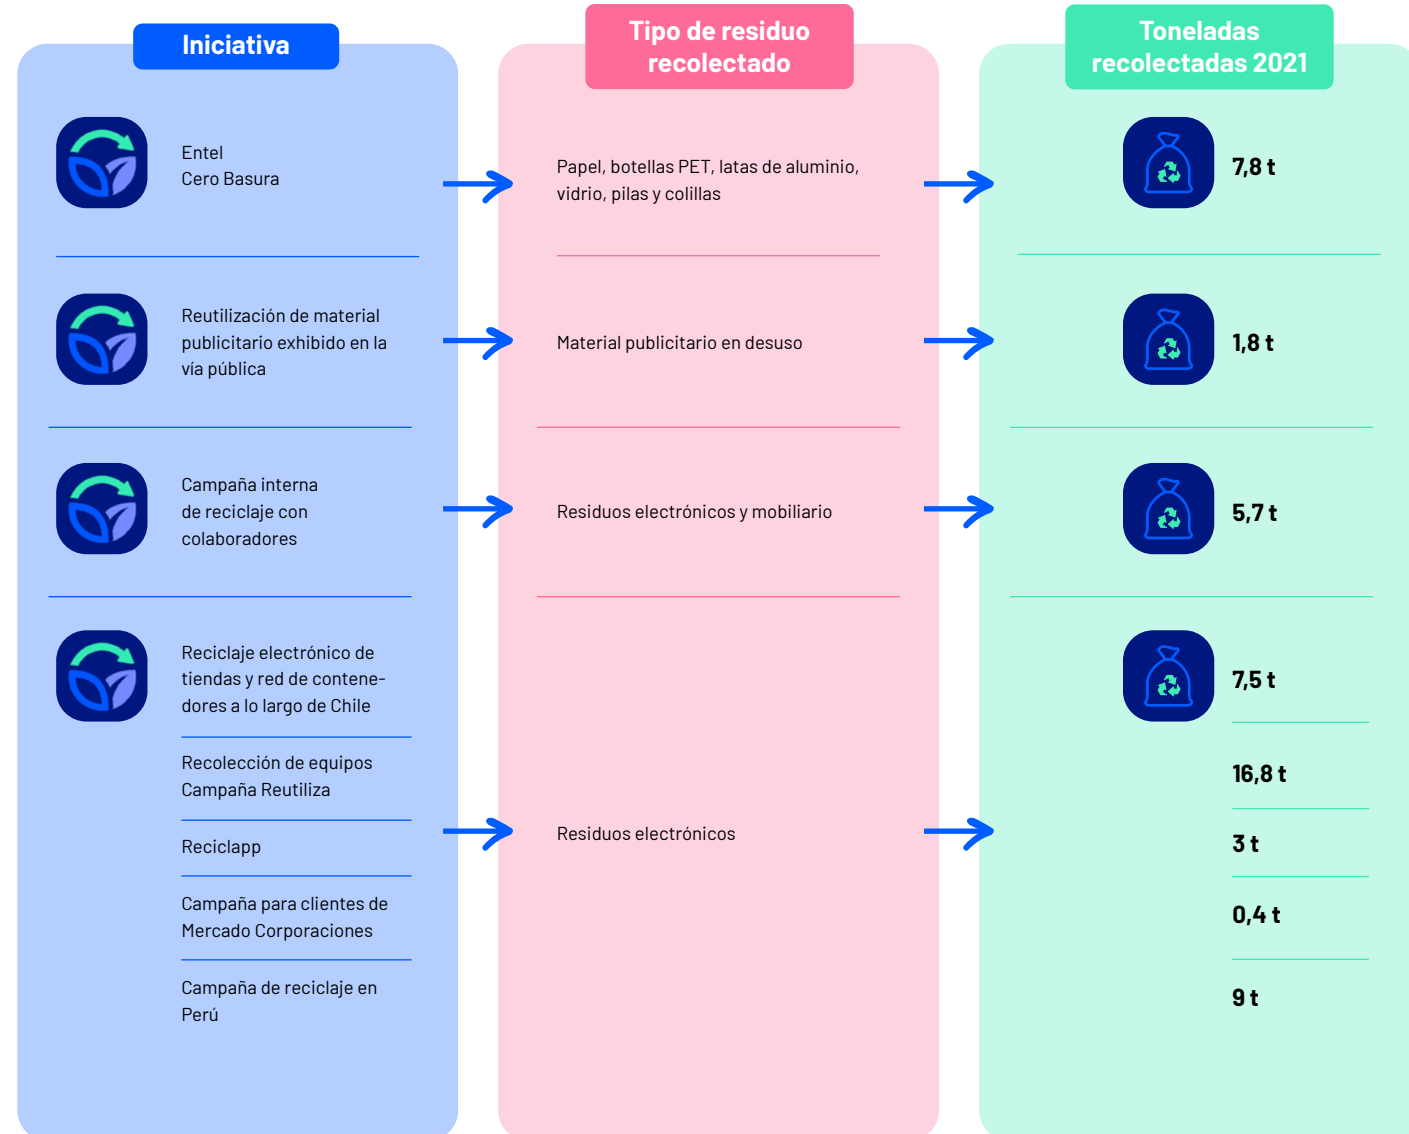 Iniciativa
Tipo de residuo
recolectado
Toneladas
recolectadas 2021
Entel
Cero Basura
Papel, botellas PET, latas de aluminio,
vidrio, pilas y colillas
7,8 t
Reutilización de material
publicitario exhibido en la
vía pública
Material publicitario en desuso
1,8 t
Campaña interna
de reciclaje con
colaboradores
Residuos electrónicos y mobiliario
5,7 t
Reciclaje electrónico de
tiendas y red de contene-
dores a lo largo de Chile
7,5 t
Recolección de equipos
Campaña Reutiliza
16,8 t
Reciclapp
Residuos electrónicos
3 t
Campaña para clientes de
Mercado Corporaciones
0,4 t
Campaña de reciclaje en
Perú
9 t